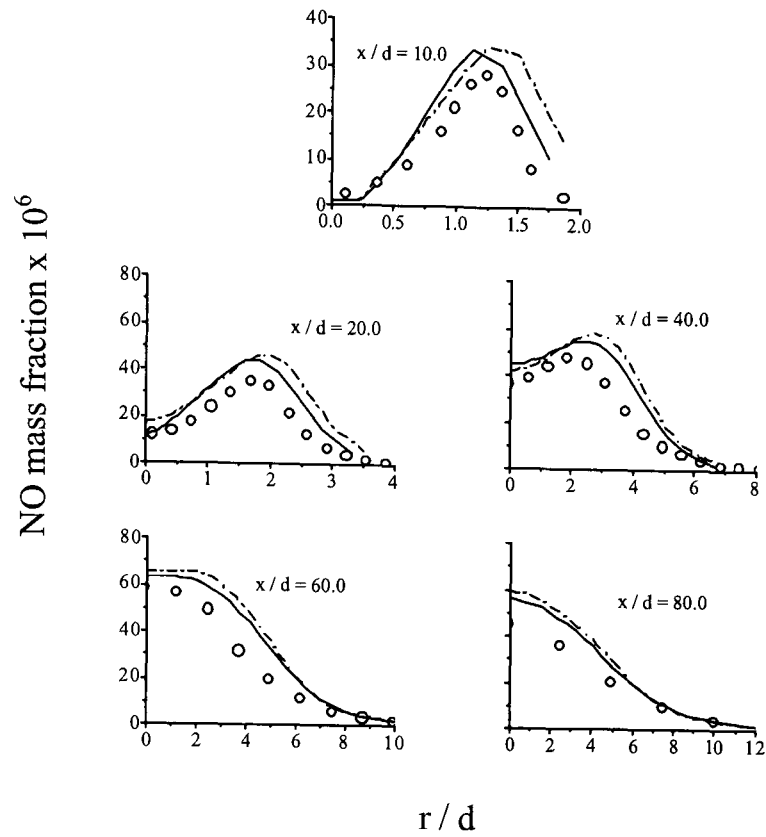 NO mass fraction x 10^6
40
30
20
10
0
x / d = 10.0
0.0 0.5 1.0 1.5 2.0
80
60
40
20
0
x / d = 20.0
0 1 2 3 4
x / d = 40.0
0 2 4 6 8
80
60
40
20
0
x / d = 60.0
0 2 4 6 8 10
x / d = 80.0
0 2 4 6 8 10 12
r / d